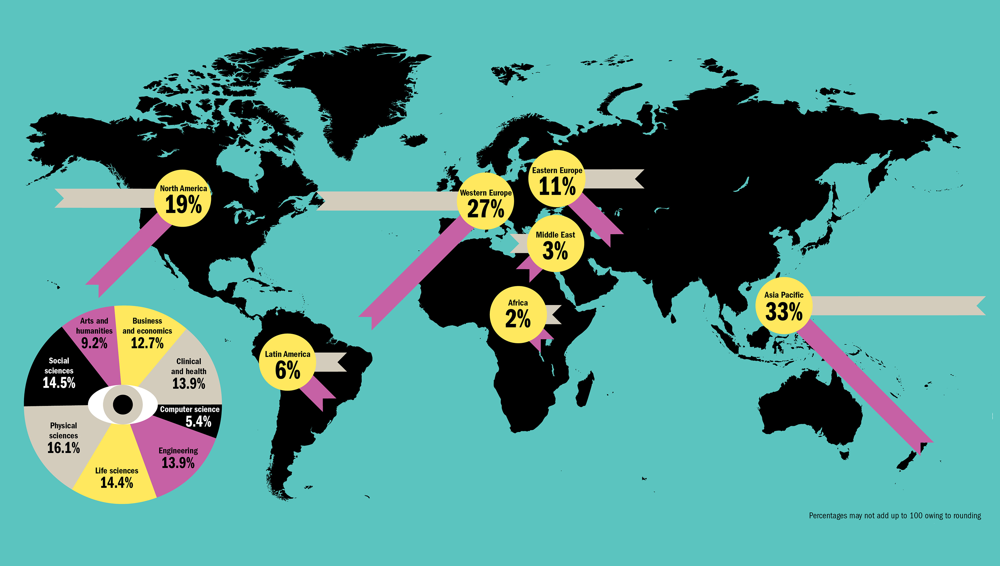 Eastern Europe
11%
North America
19%
Western Europe
27%
Middle East
3%
Asia Pacific
33%
Africa
2%
Latin America
6%
Arts and
humanities
9.2%
Business
and economics
12.7%
Clinical
and health
13.9%
Social
sciences
14.5%
Computer science
5.4%
Physical
sciences
16.1%
Engineering
13.9%
Life sciences
14.4%
Percentages may not add up to 100 owing to rounding